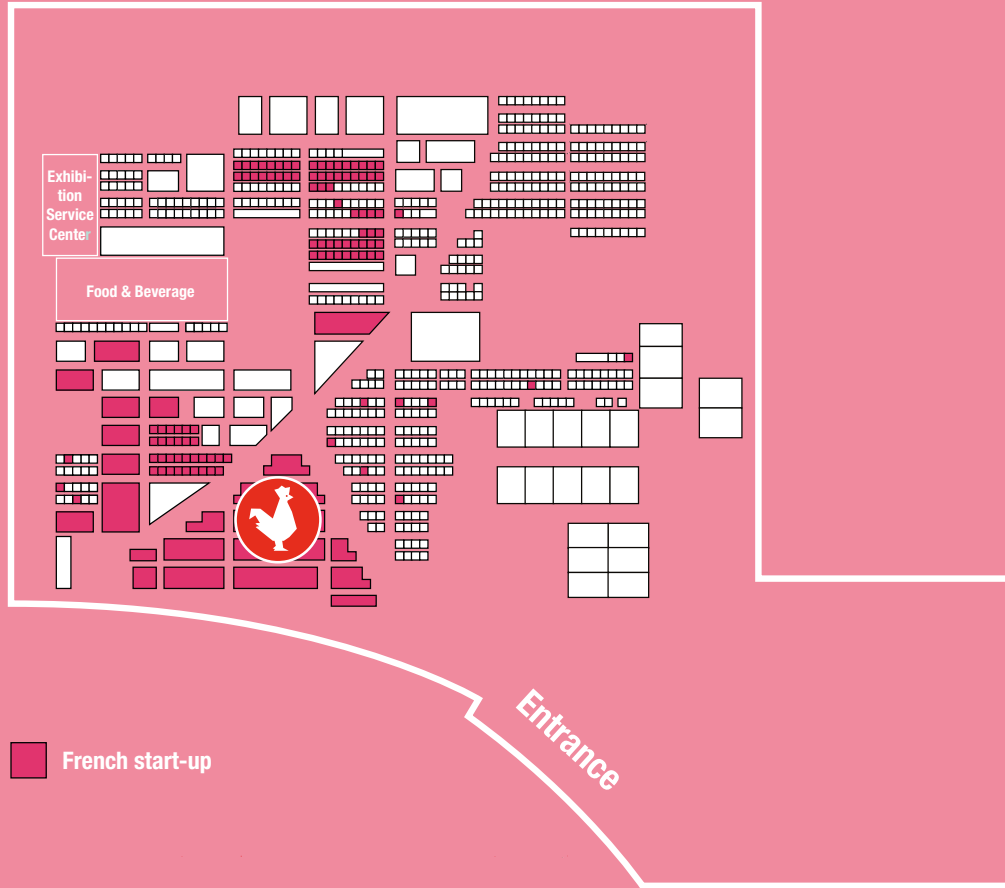 Exhibi-
tion
Service
Center
Food & Beverage
Entrance
French start-up